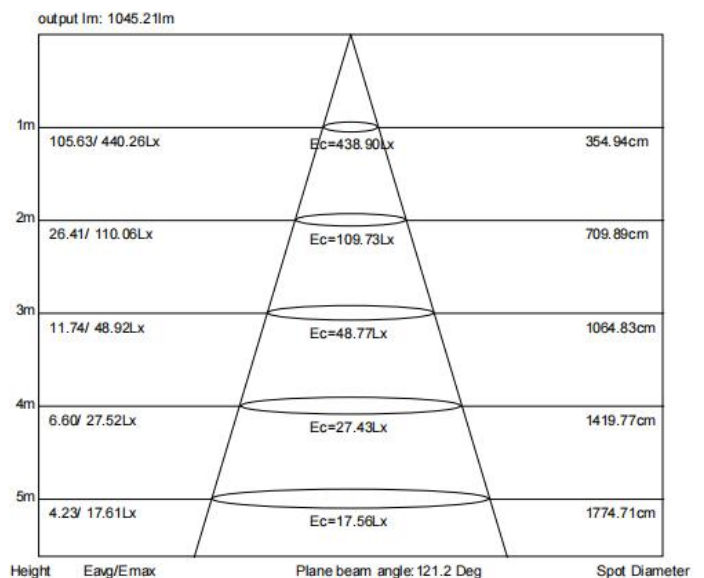 output lm: 1045.21lm
1m
105.63/ 440.26Lx
Ec=438.90Lx
354.94cm
2m
26.41/ 110.06Lx
Ec=109.73Lx
709.89cm
3m
11.74/ 48.92Lx
Ec=48.77Lx
1064.83cm
4m
6.60/ 27.52Lx
Ec=27.43Lx
1419.77cm
5m
4.23/ 17.61Lx
Ec=17.56Lx
1774.71cm
Height Eavg/Emax Plane beam angle:121.2 Deg Spot Diameter